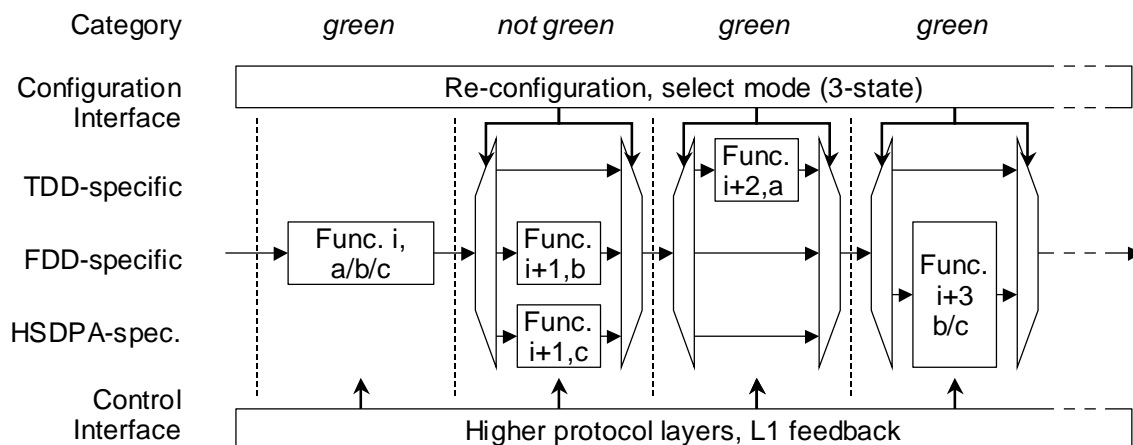 Category green not green green green
Configuration
Interface
Re-configuration, select mode (3-state)
TDD-specific
Func.
i+2,a
FDD-specific
Func. i,
a/b/c
Func.
i+1,b
Func.
i+3
b/c
HSDPA-spec.
Func.
i+1,c
Control
Interface
Higher protocol layers, L1 feedback